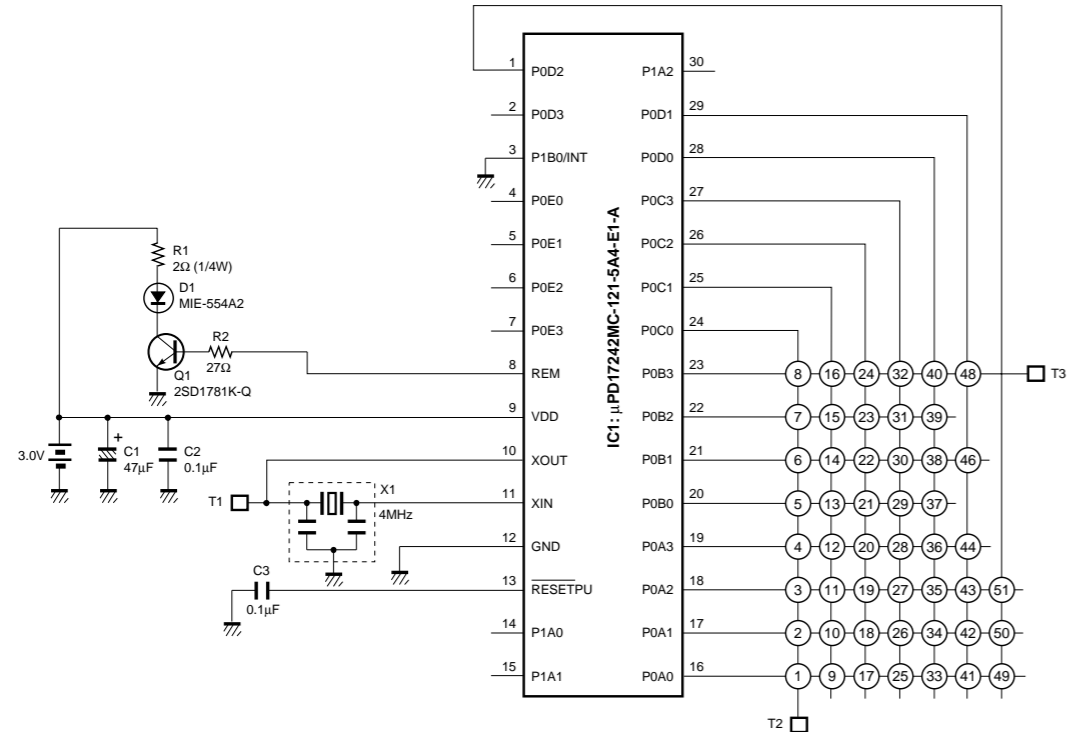 1 P0D2
2 P0D3
3 P1B0/INT
4 P0E0
5 P0E1
6 P0E2
7 P0E3
8 REM
9 VDD
10 XOUT
11 XIN
12 GND
13 RESETPU
14 P1A0
15 P1A1
IC1: μPD17242MC-121-5A4-E1-A
P1A2 30
P0D1 29
P0D0 28
P0C3 27
P0C2 26
P0C1 25
P0C0 24
P0B3 23
P0B2 22
P0B1 21
P0B0 20
P0A3 19
P0A2 18
P0A1 17
P0A0 16
R1
2Ω (1/4W)
D1
MIE-554A2
R2
27Ω
Q1
2SD1781K-Q
3.0V
+
C1
47μF
C2
0.1μF
T1
X1
4MHz
C3
0.1μF
8 16 24 32 40 48 T3
7 15 23 31 39
6 14 22 30 38 46
5 13 21 29 37
4 12 20 28 36 44
3 11 19 27 35 43 51
2 10 18 26 34 42 50
1 9 17 25 33 41 49
T2